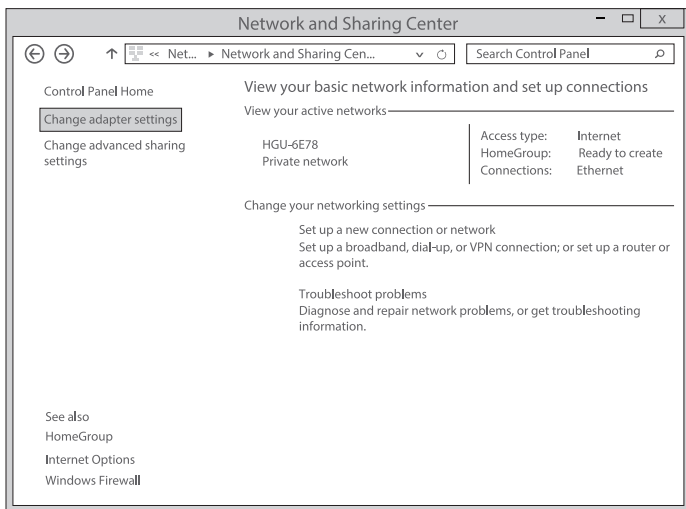 Network and Sharing Center
x
<< Net... ▸ Network and Sharing Cen...
Search Control Panel
Control Panel Home
Change adapter settings
Change advanced sharing
settings
View your basic network information and set up connections
View your active networks
HGU-6E78
Private network
Access type: Internet
HomeGroup: Ready to create
Connections: Ethernet
Change your networking settings
Set up a new connection or network
Set up a broadband, dial-up, or VPN connection; or set up a router or
access point.
Troubleshoot problems
Diagnose and repair network problems, or get troubleshooting
information.
See also
HomeGroup
Internet Options
Windows Firewall